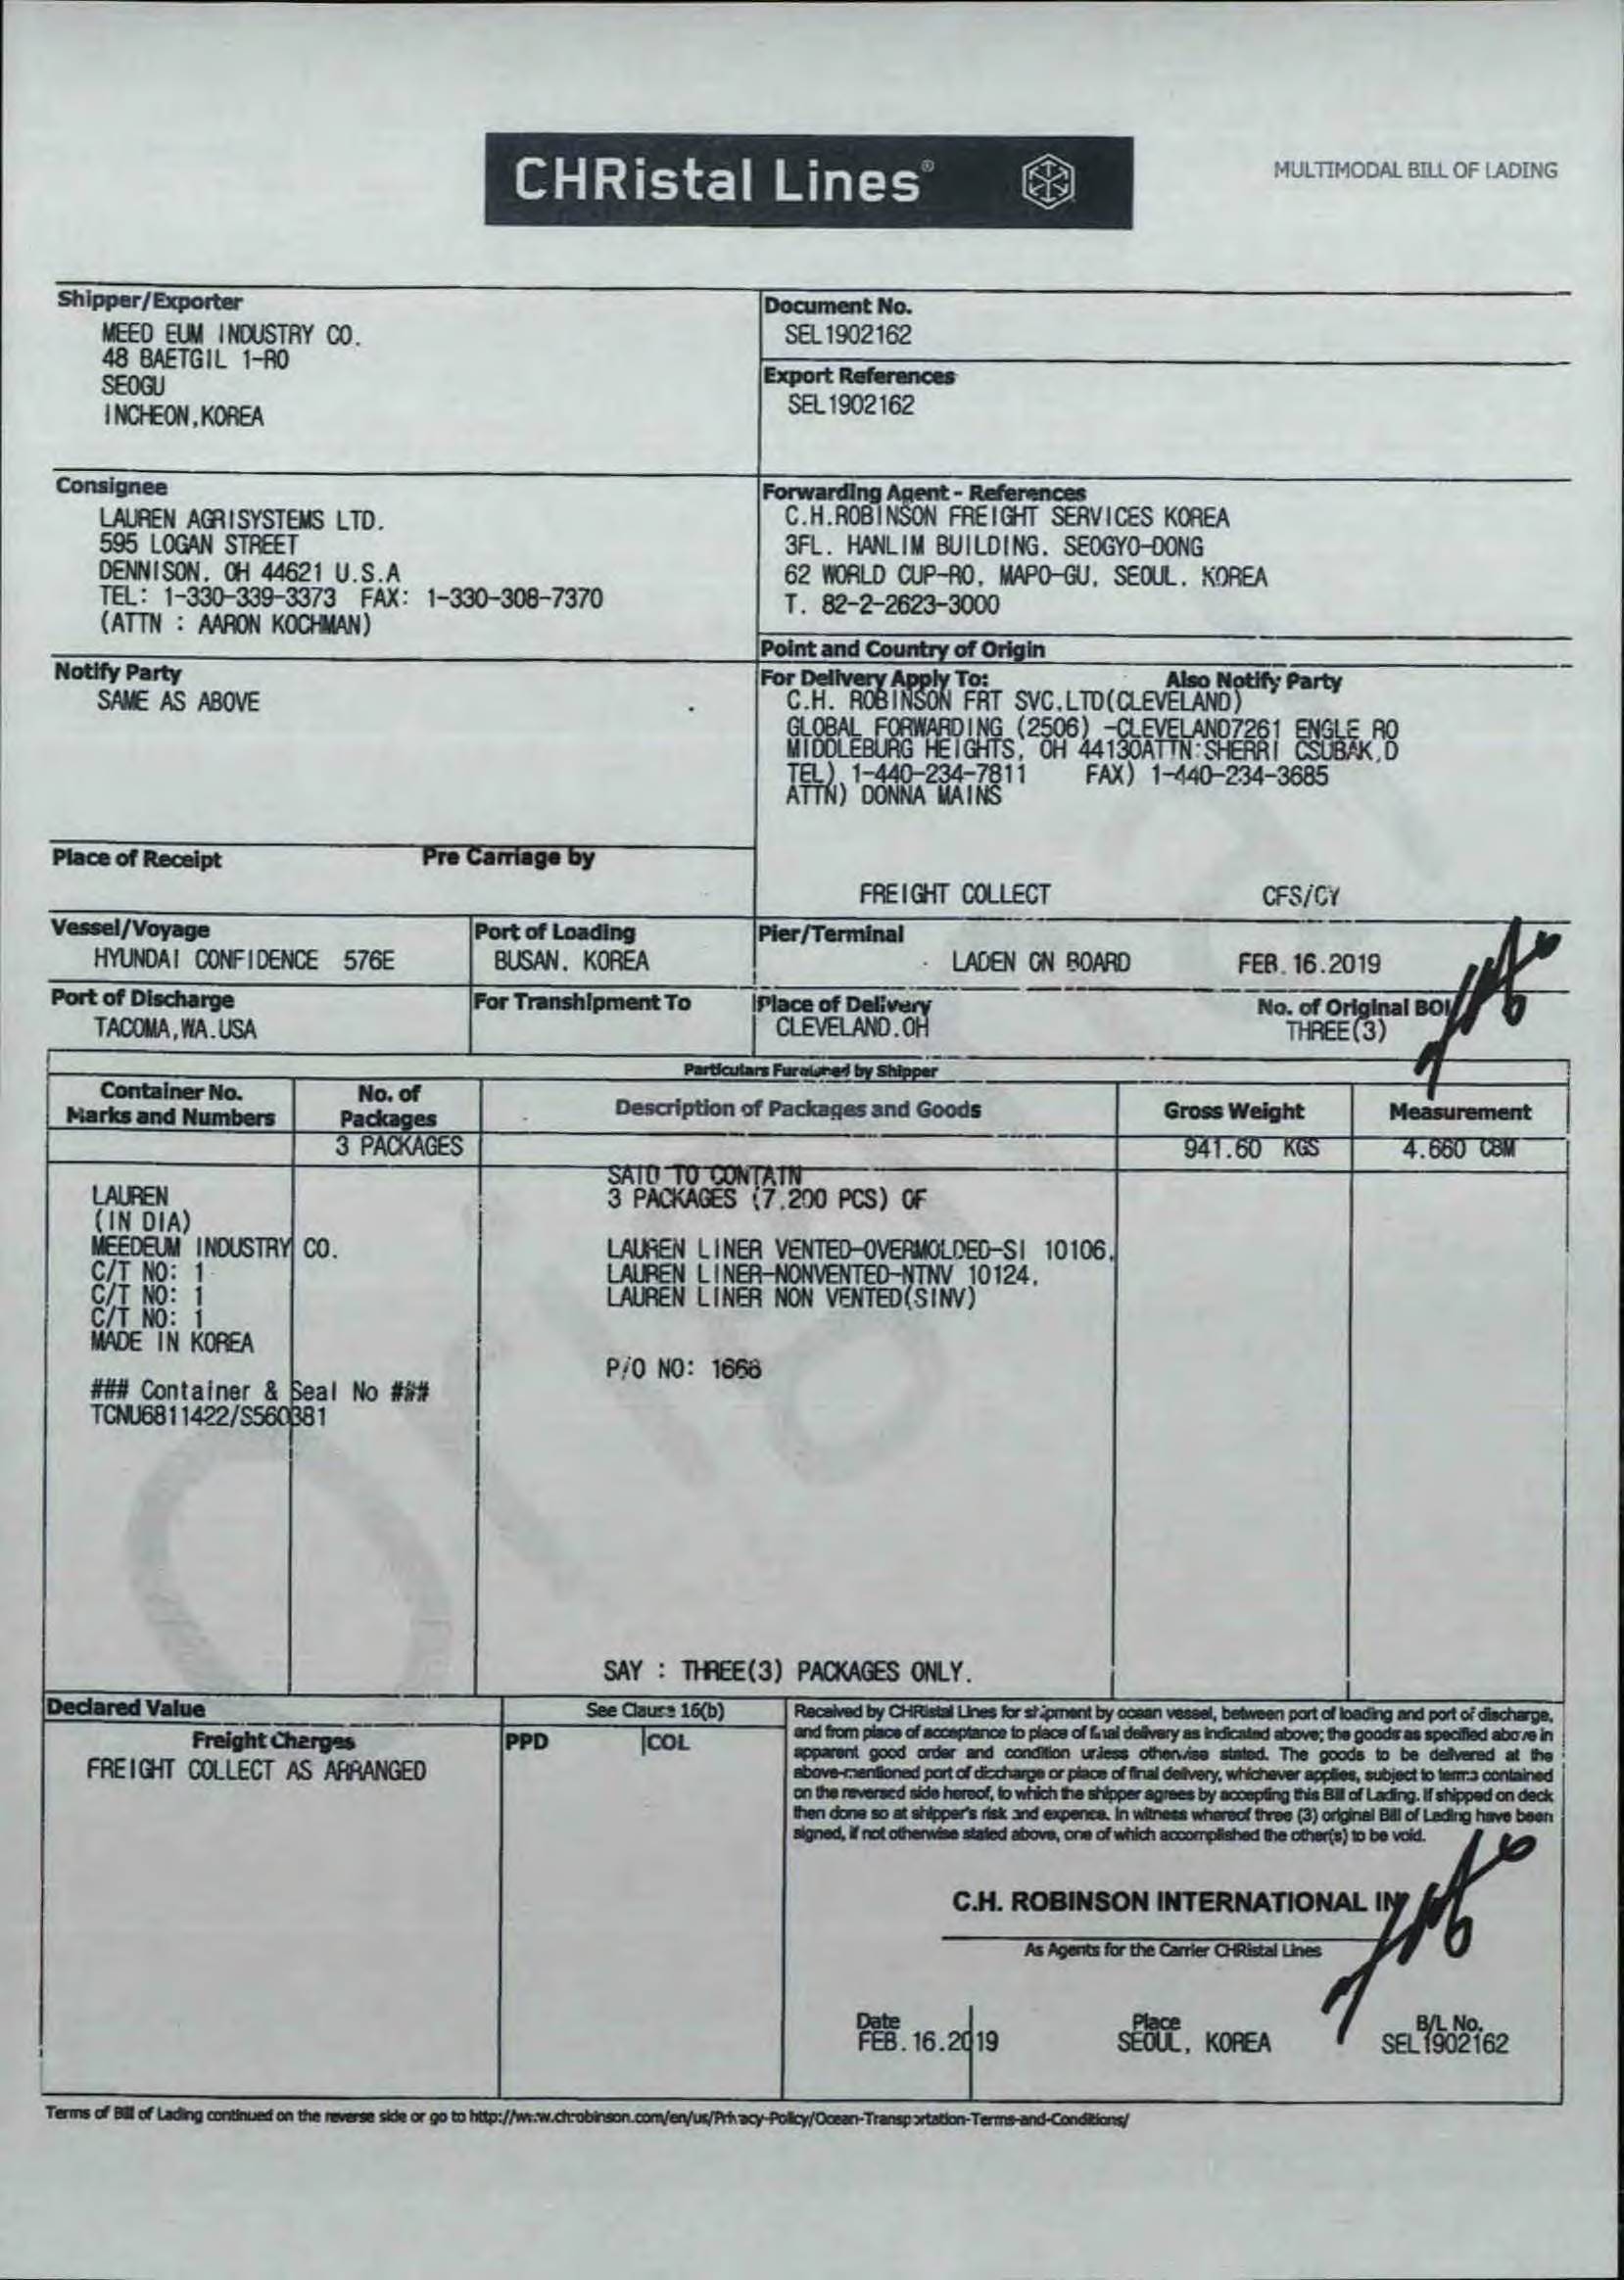 CHRistal Lines®
MULTIMODAL BILL OF LADING
Shipper/Exporter
MEED EUM INDUSTRY CO.
48 BAETGIL 1-RO
SEOGU
INCHEON,KOREA
Document No.
SEL1902162
Export References
SEL1902162
Consignee
LAUREN AGRISYSTEMS LTD.
595 LOGAN STREET
DENNISON. OH 44621 U.S.A
TEL: 1-330-339-3373 FAX: 1-330-308-7370
(ATTN : AARON KOCHMAN)
Forwarding Agent - References
C.H.ROBINSON FREIGHT SERVICES KOREA
3FL. HANLIM BUILDING. SEOGYO-DONG
62 WORLD CUP-RO, MAPO-GU, SEOUL. KOREA
T. 82-2-2623-3000
Point and Country of Origin
Notify Party
SAME AS ABOVE
For Delivery Apply To: Also Notify Party
C.H. ROBINSON FRT SVC.LTD(CLEVELAND)
GLOBAL FORWARDING (2506) -CLEVELAND7261 ENGLE RO
MIDDLEBURG HEIGHTS, OH 44130ATTN:SHERRI CSUBAK,D
TEL) 1-440-234-7811 FAX) 1-440-234-3685
ATTN) DONNA MAINS
Place of Receipt Pre Carriage by
FREIGHT COLLECT CFS/CY
Vessel/Voyage
HYUNDAI CONFIDENCE 576E
Port of Loading
BUSAN. KOREA
Pier/Terminal
LADEN ON BOARD FEB.16.2019
Port of Discharge
TACOMA,WA.USA
For Transhipment To
Place of Delivery
CLEVELAND.OH
No. of Original BOL
THREE(3)
Particulars Furnished by Shipper
Container No.
Marks and Numbers
No. of
Packages
Description of Packages and Goods
Gross Weight
Measurement
3 PACKAGES 941.60 KGS 4.660 CBM
SAID TO CONTAIN
3 PACKAGES (7,200 PCS) OF
LAUREN
(IN DIA)
MEEDEUM INDUSTRY CO.
C/T NO: 1
C/T NO: 1
C/T NO: 1
MADE IN KOREA
LAUREN LINER VENTED-OVERMOLDED-SI 10106,
LAUREN LINER-NONVENTED-NTNV 10124,
LAUREN LINER NON VENTED(SINV)
P/O NO: 1668
### Container & Seal No ###
TCNU6811422/S560381
SAY : THREE(3) PACKAGES ONLY.
Declared Value See Clause 16(b)
Freight Charges PPD COL
FREIGHT COLLECT AS ARRANGED
Received by CHRistal Lines for shipment by ocean vessel, between port of loading and port of discharge,
and from place of acceptance to place of final delivery as indicated above; the goods as specified above in
apparent good order and condition unless otherwise stated. The goods to be delivered at the
above-mentioned port of discharge or place of final delivery, whichever applies, subject to terms contained
on the reversed side hereof, to which the shipper agrees by accepting this Bill of Lading. If shipped on deck
then done so at shipper's risk and expence. In witness whereof three (3) original Bill of Lading have been
signed, if not otherwise stated above, one of which accomplished the other(s) to be void.
C.H. ROBINSON INTERNATIONAL IN
As Agents for the Carrier CHRistal Lines
Date
FEB.16.2019
Place
SEOUL, KOREA
B/L No.
SEL1902162
Terms of Bill of Lading continued on the reverse side or go to http://www.chrobinson.com/en/us/Privacy-Policy/Ocean-Transportation-Terms-and-Conditions/
Original